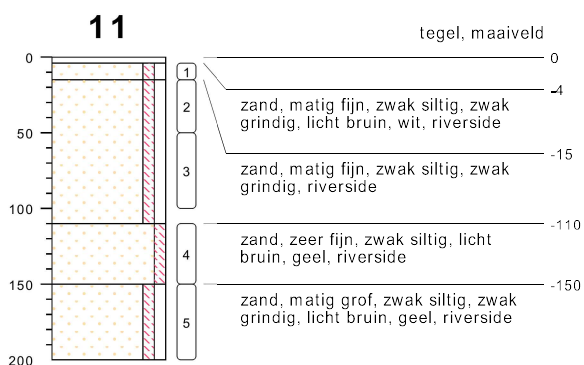 11
tegel, maaiveld
0
0
-4
1
zand, matig fijn, zwak siltig, zwak
grindig, licht bruin, wit, riverside
2
50
-15
zand, matig fijn, zwak siltig, zwak
grindig, riverside
3
100
-110
zand, zeer fijn, zwak siltig, licht
bruin, geel, riverside
4
150
-150
zand, matig grof, zwak siltig, zwak
grindig, licht bruin, geel, riverside
5
200